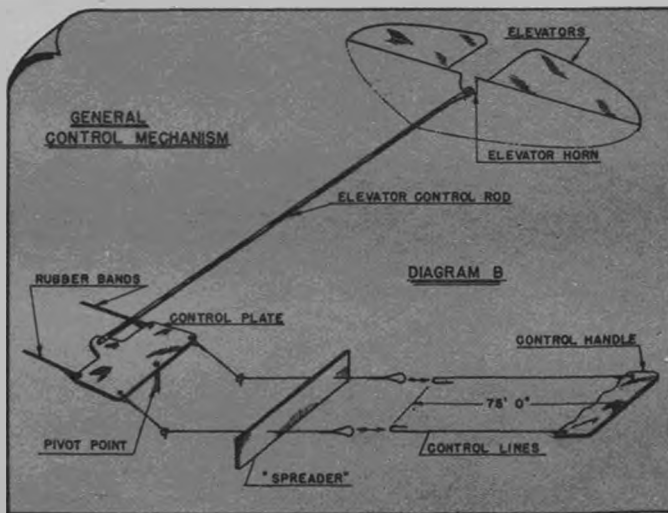 ELEVATORS
GENERAL
CONTROL MECHANISM
ELEVATOR HORN
ELEVATOR CONTROL ROD
DIAGRAM B
RUBBER BANDS
CONTROL PLATE
CONTROL HANDLE
75' 0"
PIVOT POINT
CONTROL LINES
"SPREADER"